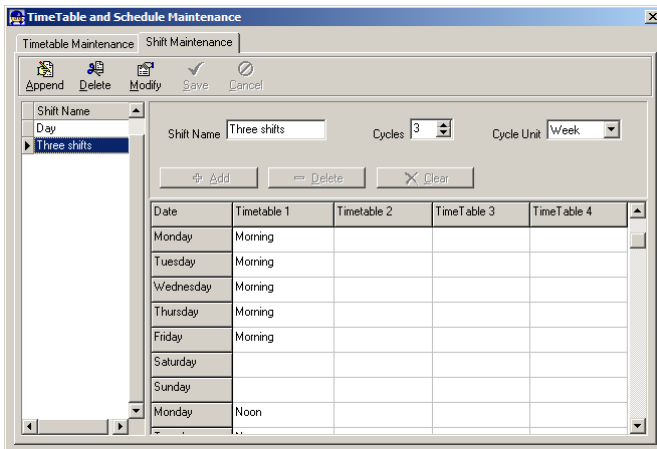 TimeTable and Schedule Maintenance
Timetable Maintenance Shift Maintenance
Append Delete Modify Save Cancel
Shift Name
Day
Three shifts
Shift Name Three shifts Cycles 3 Cycle Unit Week
Add Delete Clear
Date Timetable 1 Timetable 2 TimeTable 3 TimeTable 4
Monday Morning
Tuesday Morning
Wednesday Morning
Thursday Morning
Friday Morning
Saturday
Sunday
Monday Noon